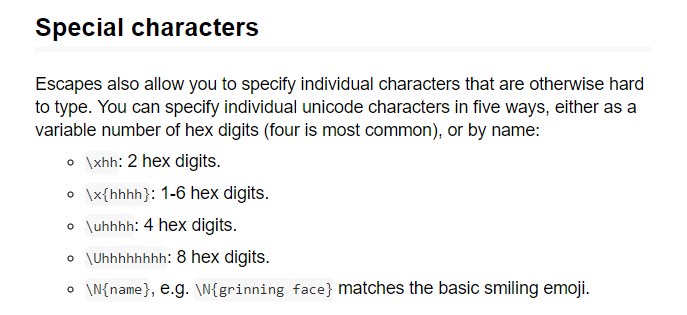 Special characters
Escapes also allow you to specify individual characters that are otherwise hard
to type. You can specify individual unicode characters in five ways, either as a
variable number of hex digits (four is most common), or by name:
\xhh: 2 hex digits.
\x{hhhh}: 1-6 hex digits.
\uhhhh: 4 hex digits.
\Uhhhhhhhh: 8 hex digits.
\N{name}, e.g. \N{grinning face} matches the basic smiling emoji.